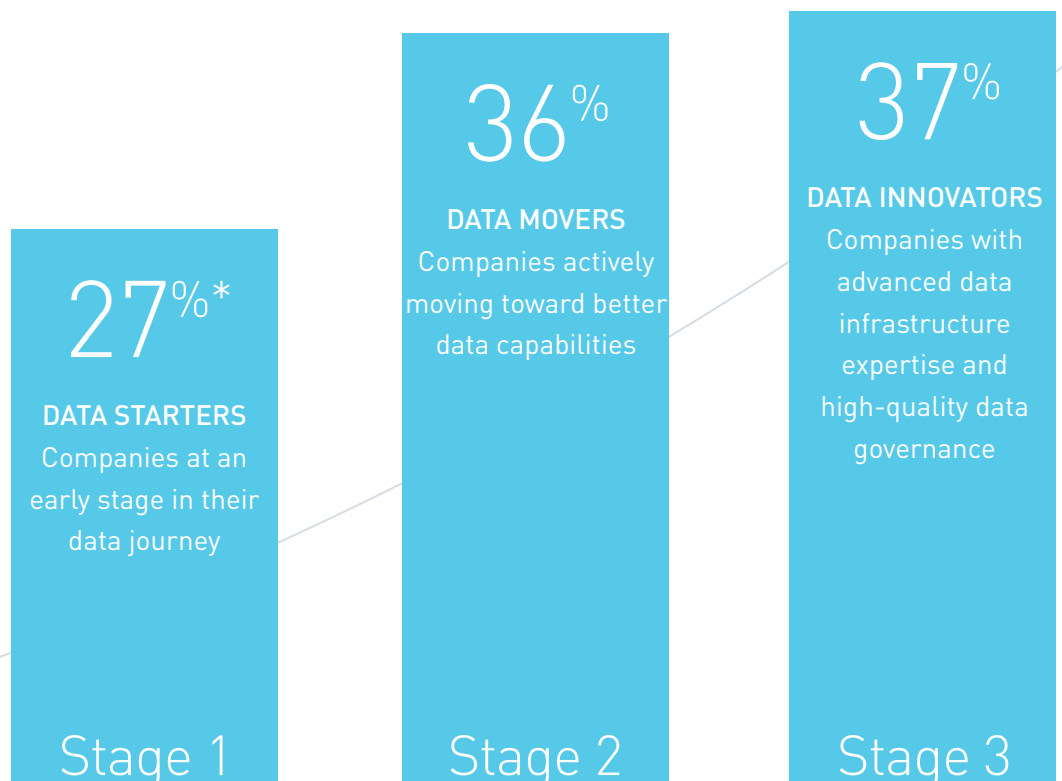 27%*
DATA STARTERS
Companies at an
early stage in their
data journey
Stage 1
36%
DATA MOVERS
Companies actively
moving toward better
data capabilities
Stage 2
37%
DATA INNOVATORS
Companies with
advanced data
infrastructure
expertise and
high-quality data
governance
Stage 3